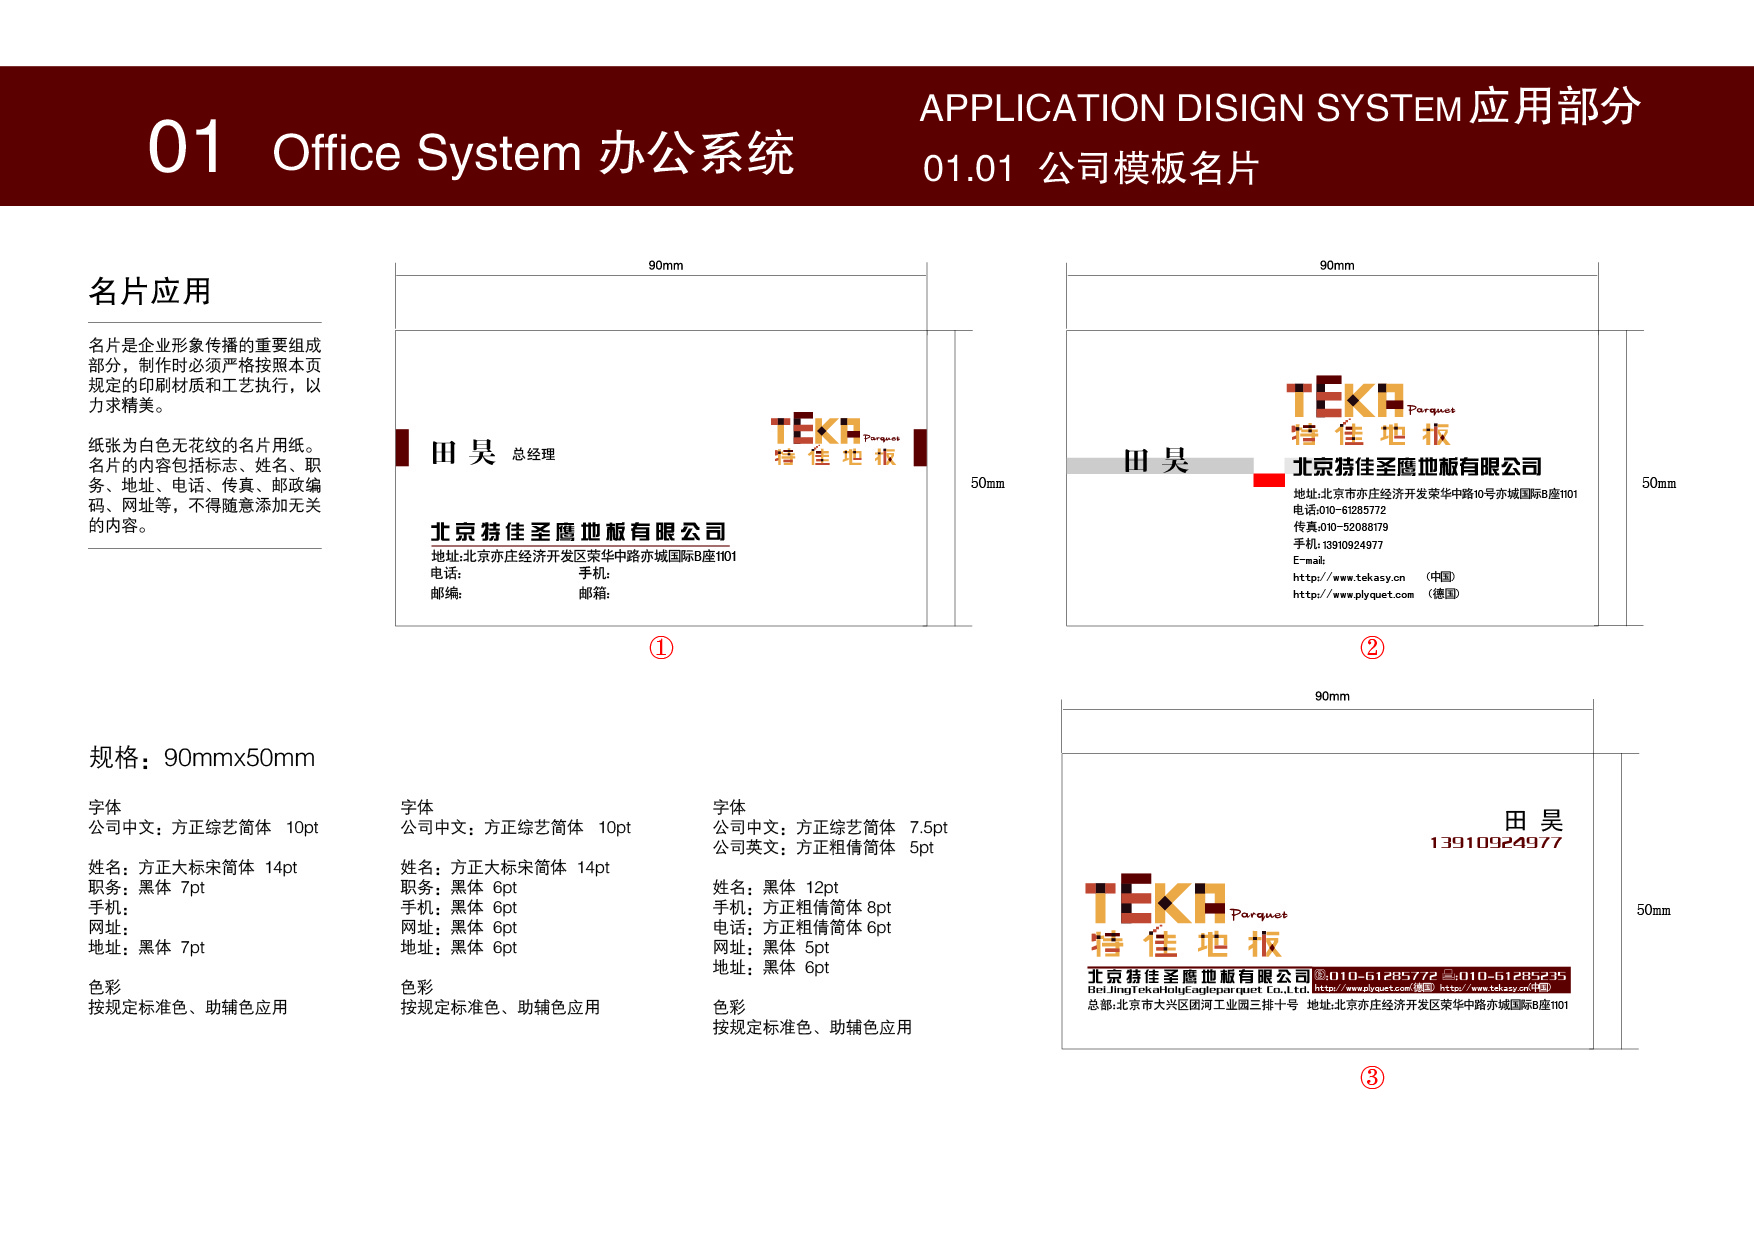 01 Office System 办公系统
APPLICATION DISIGN SYSTEM 应用部分
01.01 公司模板名片
名片应用
名片是企业形象传播的重要组成
部分，制作时必须严格按照本页
规定的印刷材质和工艺执行，以
力求精美。
纸张为白色无花纹的名片用纸。
名片的内容包括标志、姓名、职
务、地址、电话、传真、邮政编
码、网址等，不得随意添加无关
的内容。
90mm
田 昊 总经理
TEKA Parquet
特佳地板
北京特佳圣鹰地板有限公司
地址:北京亦庄经济开发区荣华中路亦城国际B座1101
电话: 手机:
邮编: 邮箱:
50mm
①
90mm
TEKA Parquet
特佳地板
田 昊
北京特佳圣鹰地板有限公司
地址:北京市亦庄经济开发荣华中路10号亦城国际B座1101
电话:010-61285772
传真:010-52088179
手机: 13910924977
E-mail:
http://www.tekasy.cn （中国）
http://www.plyquet.com （德国）
50mm
②
规格：90mmx50mm
字体
公司中文：方正综艺简体 10pt
姓名：方正大标宋简体 14pt
职务：黑体 7pt
手机：
网址：
地址：黑体 7pt
色彩
按规定标准色、助辅色应用
字体
公司中文：方正综艺简体 10pt
姓名：方正大标宋简体 14pt
职务：黑体 6pt
手机：黑体 6pt
网址：黑体 6pt
地址：黑体 6pt
色彩
按规定标准色、助辅色应用
字体
公司中文：方正综艺简体 7.5pt
公司英文：方正粗倩简体 5pt
姓名：黑体 12pt
手机：方正粗倩简体 8pt
电话：方正粗倩简体 6pt
网址：黑体 5pt
地址：黑体 6pt
色彩
按规定标准色、助辅色应用
90mm
田 昊
13910924977
TEKA Parquet
特佳地板
北京特佳圣鹰地板有限公司 :010-61285772 :010-61285235
BeiJingTekaHolyEagleparquet Co.,Ltd. http://www.plyquet.com(德国) http://www.tekasy.cn(中国)
总部:北京市大兴区团河工业园三排十号 地址:北京亦庄经济开发区荣华中路亦城国际B座1101
50mm
③